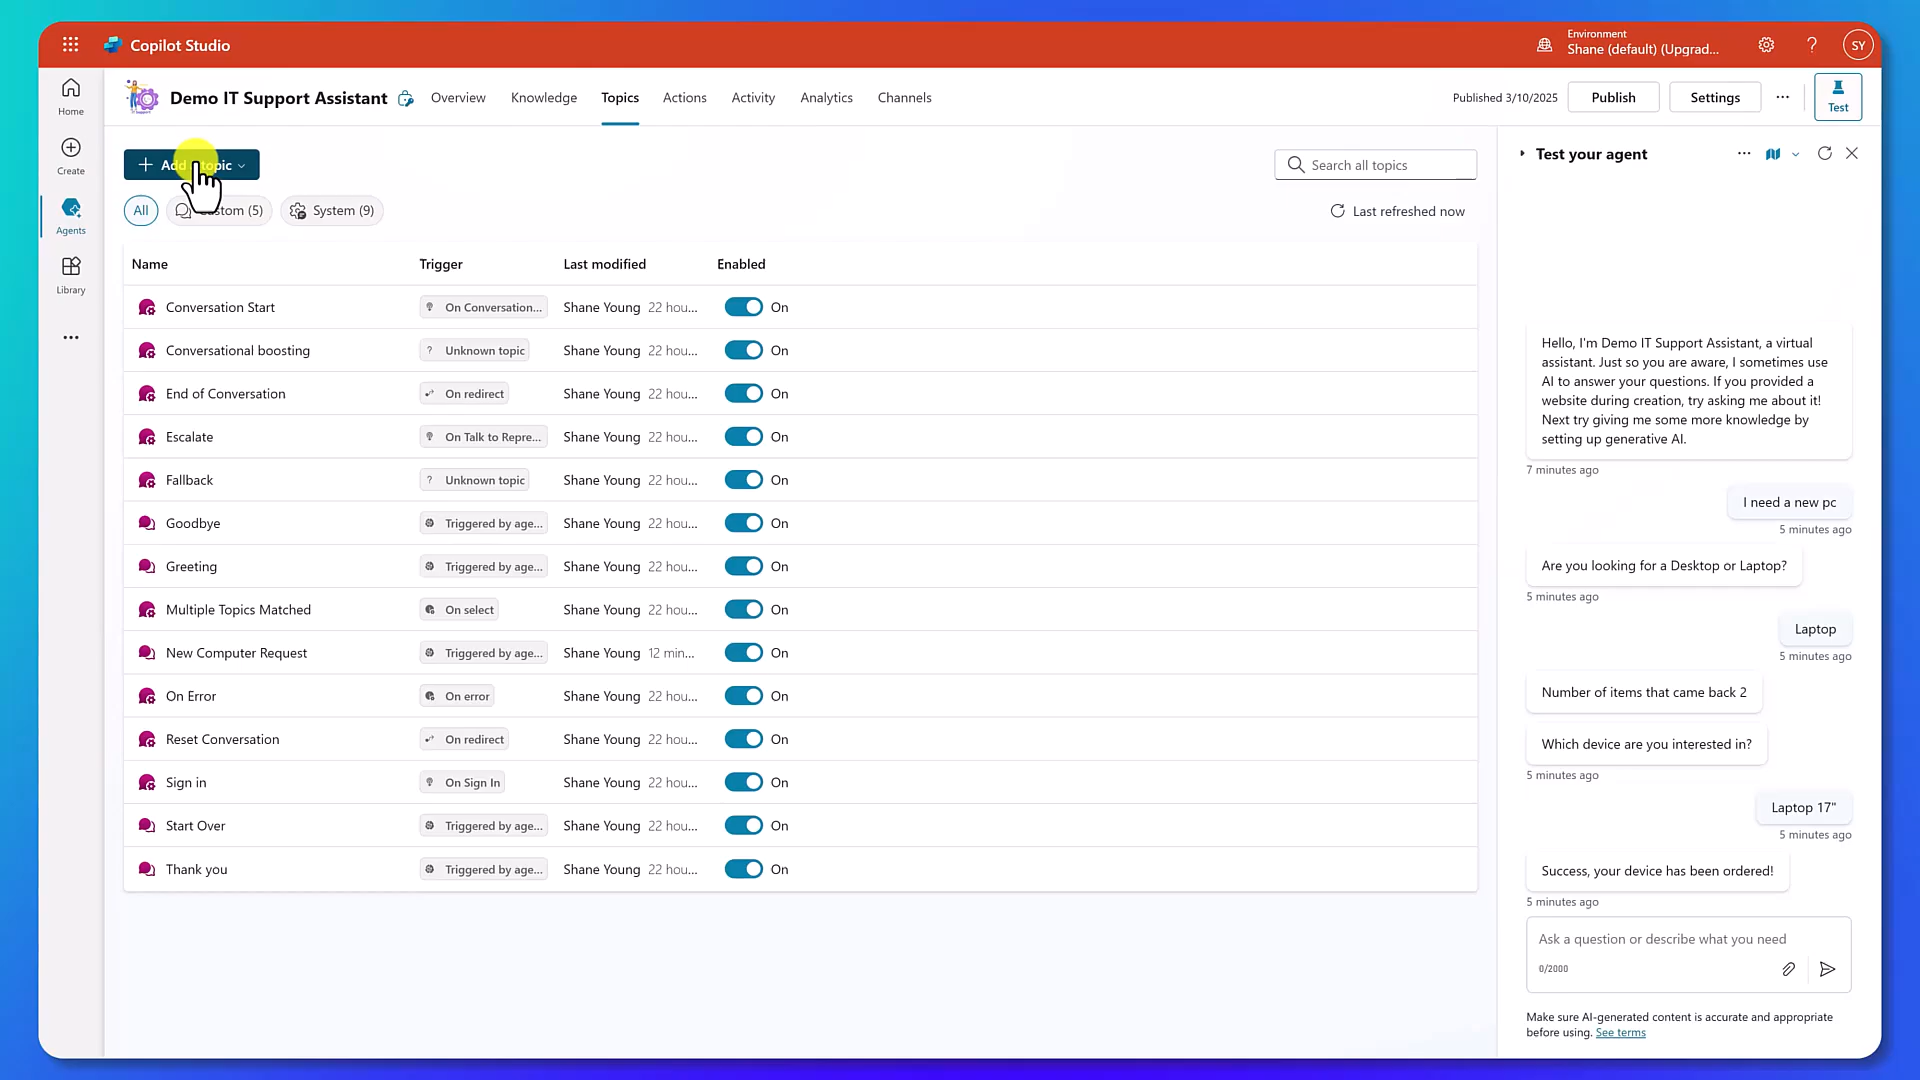 Copilot Studio
Environment
Shane (default) (Upgrad...
SY
Home
Create
Agents
Library
Demo IT Support Assistant
Overview
Knowledge
Topics
Actions
Activity
Analytics
Channels
Published 3/10/2025
Publish
Settings
Test
Add topic
Search all topics
All
(5)
System (9)
Last refreshed now
Name Trigger Last modified Enabled
Conversation Start On Conversation... Shane Young 22 hou... On
Conversational boosting ? Unknown topic Shane Young 22 hou... On
End of Conversation On redirect Shane Young 22 hou... On
Escalate On Talk to Repre... Shane Young 22 hou... On
Fallback ? Unknown topic Shane Young 22 hou... On
Goodbye Triggered by age... Shane Young 22 hou... On
Greeting Triggered by age... Shane Young 22 hou... On
Multiple Topics Matched On select Shane Young 22 hou... On
New Computer Request Triggered by age... Shane Young 12 min... On
On Error On error Shane Young 22 hou... On
Reset Conversation On redirect Shane Young 22 hou... On
Sign in On Sign In Shane Young 22 hou... On
Start Over Triggered by age... Shane Young 22 hou... On
Thank you Triggered by age... Shane Young 22 hou... On
Test your agent
Hello, I'm Demo IT Support Assistant, a virtual
assistant. Just so you are aware, I sometimes use
AI to answer your questions. If you provided a
website during creation, try asking me about it!
Next try giving me some more knowledge by
setting up generative AI.
7 minutes ago
I need a new pc
5 minutes ago
Are you looking for a Desktop or Laptop?
5 minutes ago
Laptop
5 minutes ago
Number of items that came back 2
Which device are you interested in?
5 minutes ago
Laptop 17"
5 minutes ago
Success, your device has been ordered!
5 minutes ago
Ask a question or describe what you need
0/2000
Make sure AI-generated content is accurate and appropriate
before using. See terms